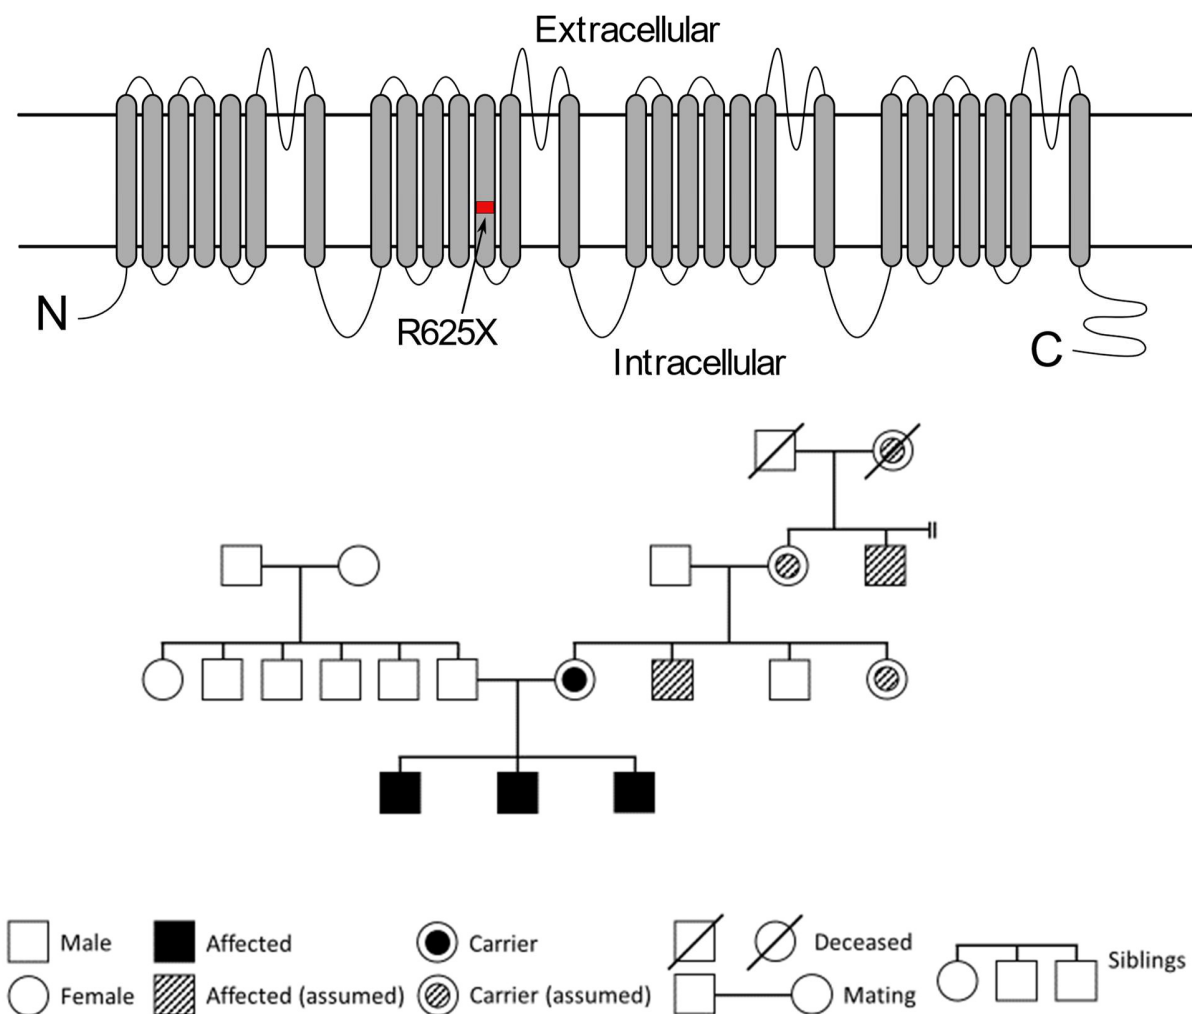 Extracellular
N
R625X
Intracellular
C
Male
Affected
Carrier
Deceased
Siblings
Female
Affected (assumed)
Carrier (assumed)
Mating